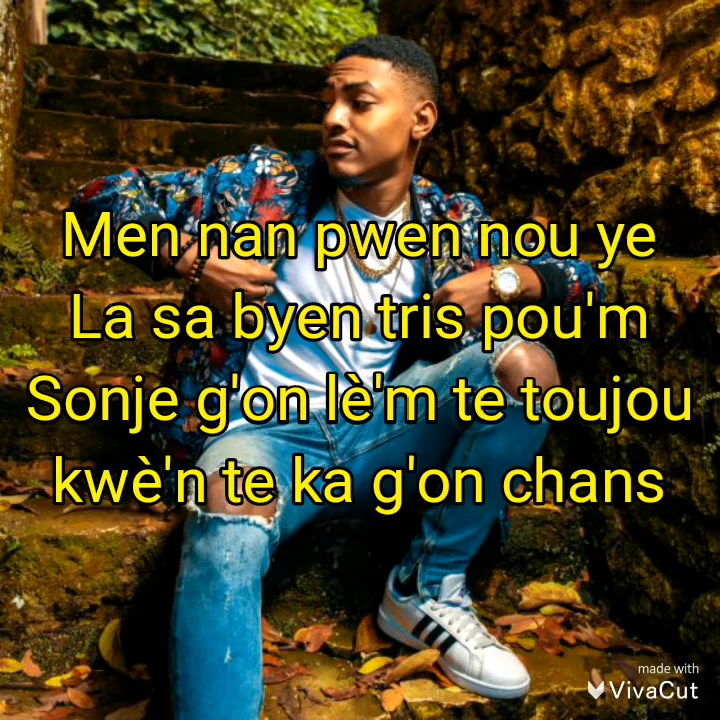 Men nan pwen nou ye
La sa byen tris pou'm
Sonje g'on lè'm te toujou
kwè'n te ka g'on chans
made with
VivaCut